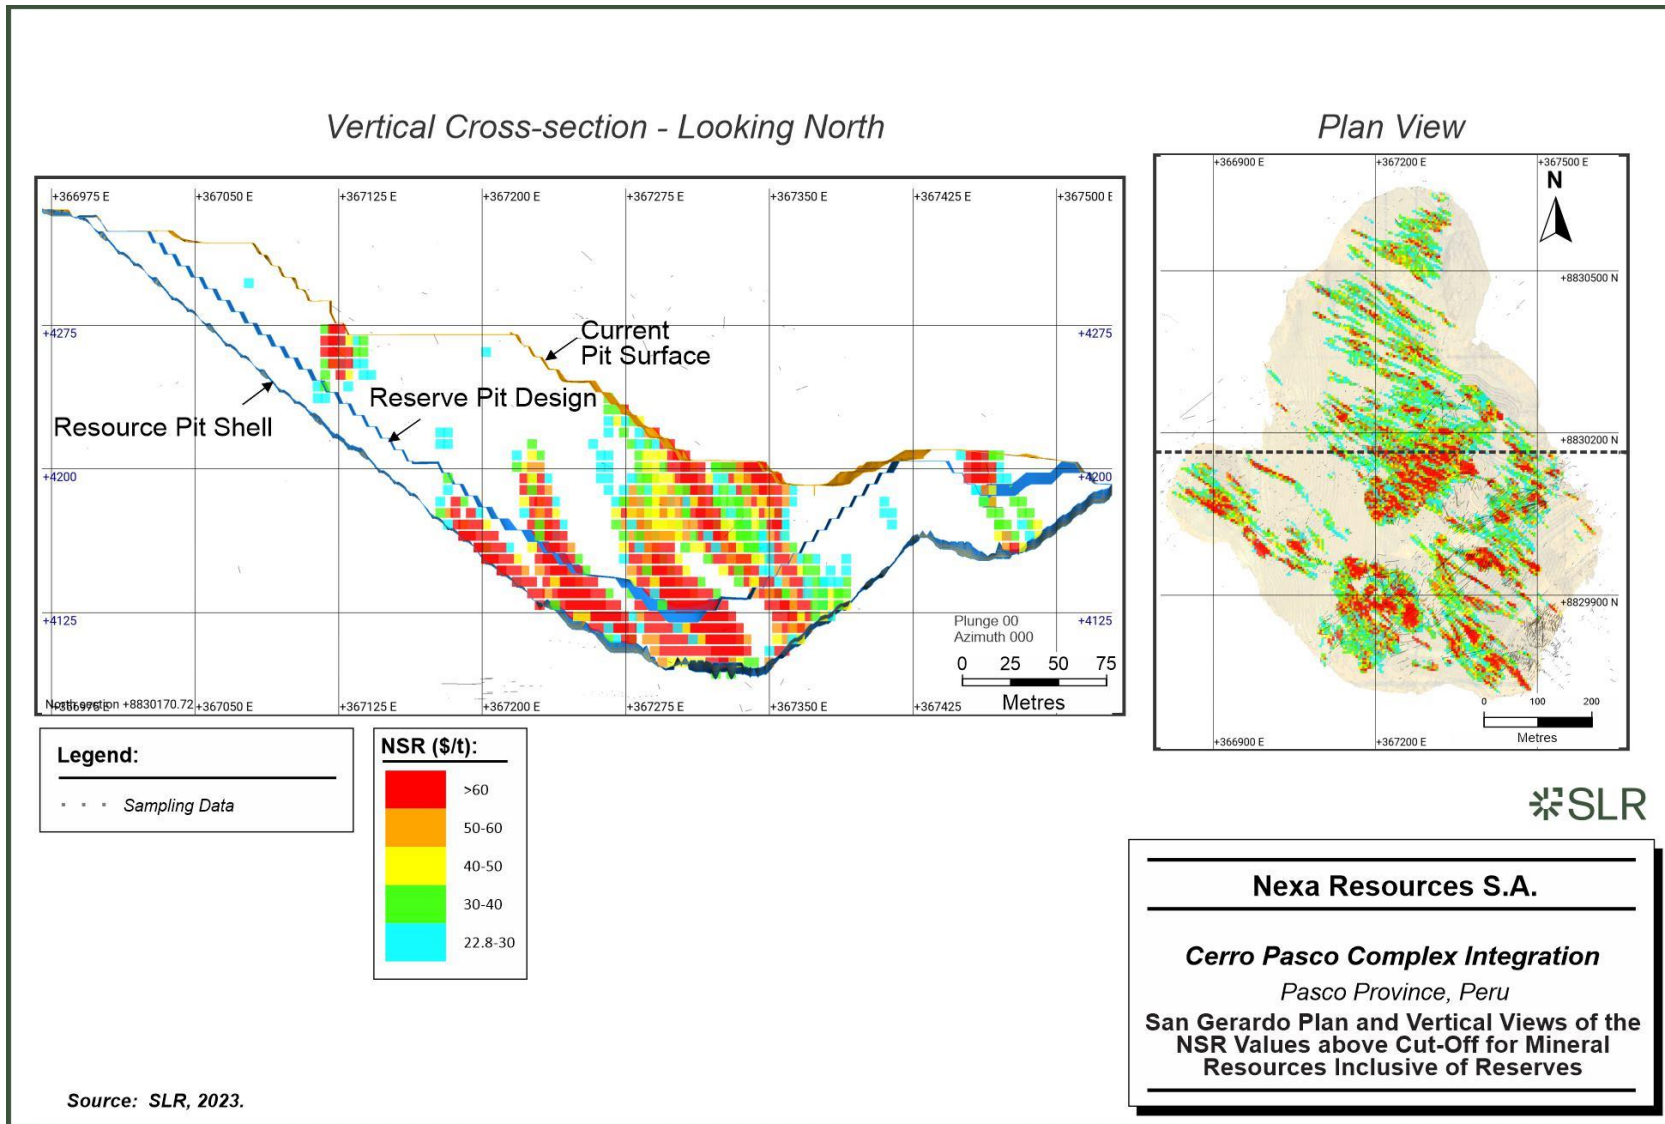 Vertical Cross-section - Looking North
Plan View
+366975 E
+367050 E
+367125 E
+367200 E
+367275 E
+367350 E
+367425 E
+367500 E
+4275
+4275
Current
Pit Surface
Reserve Pit Design
Resource Pit Shell
+4200
+4200
+4125
+4125
Plunge 00
Azimuth 000
0 25 50 75
Metres
North section +8830170.72
+366975 E
+367050 E
+367125 E
+367200 E
+367275 E
+367350 E
+367425
+366900 E
+367200 E
+367500 E
N
+8830500 N
+8830200 N
+8829900 N
0 100 200
Metres
+366900 E
+367200 E
Legend:
Sampling Data
NSR ($/t):
>60
50-60
40-50
30-40
22.8-30
SLR
Nexa Resources S.A.
Cerro Pasco Complex Integration
Pasco Province, Peru
San Gerardo Plan and Vertical Views of the
NSR Values above Cut-Off for Mineral
Resources Inclusive of Reserves
Source: SLR, 2023.